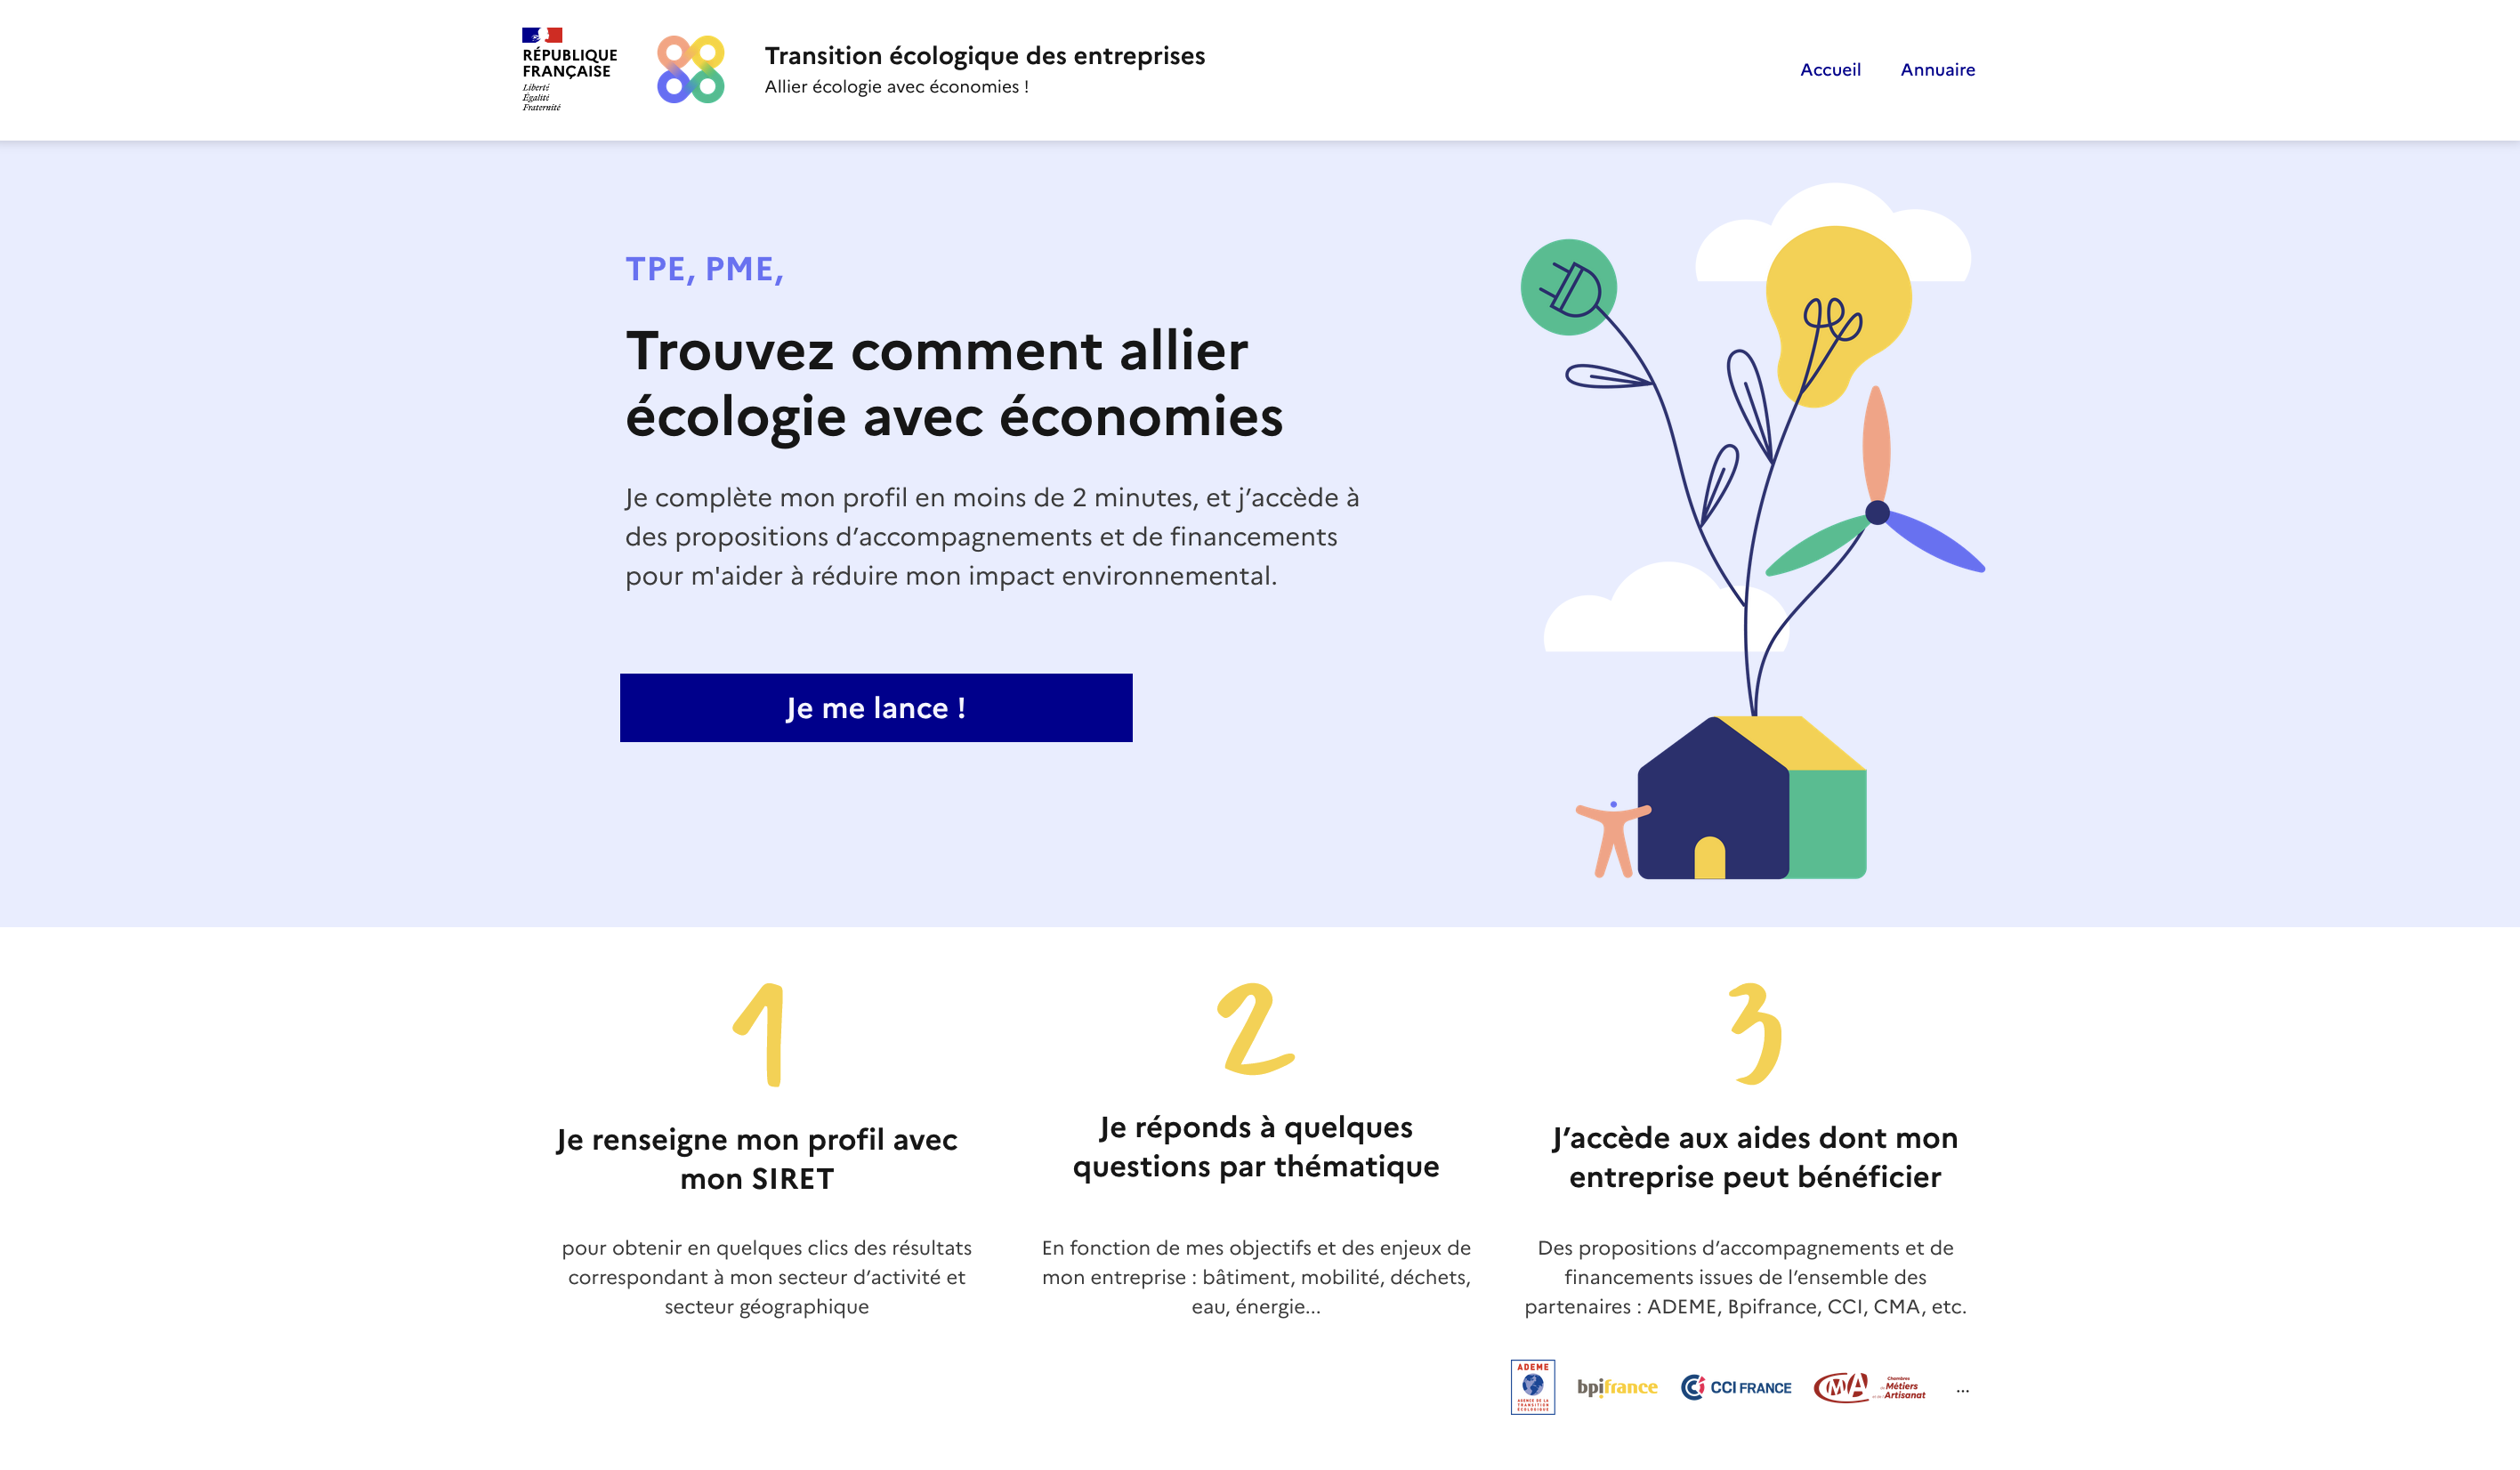 RÉPUBLIQUE
FRANÇAISE
Liberté
Égalité
Fraternité
Transition écologique des entreprises
Allier écologie avec économies !
Accueil
Annuaire
TPE, PME,
Trouvez comment allier
écologie avec économies
Je complète mon profil en moins de 2 minutes, et j’accède à
des propositions d’accompagnements et de financements
pour m'aider à réduire mon impact environnemental.
Je me lance !
1
Je renseigne mon profil avec
mon SIRET
pour obtenir en quelques clics des résultats
correspondant à mon secteur d’activité et
secteur géographique
2
Je réponds à quelques
questions par thématique
En fonction de mes objectifs et des enjeux de
mon entreprise : bâtiment, mobilité, déchets,
eau, énergie...
3
J’accède aux aides dont mon
entreprise peut bénéficier
Des propositions d’accompagnements et de
financements issues de l’ensemble des
partenaires : ADEME, Bpifrance, CCI, CMA, etc.
ADEME
AGENCE DE LA
TRANSITION
ÉCOLOGIQUE
bpifrance
CCI FRANCE
CMA
Chambres
Métiers
Artisanat
...